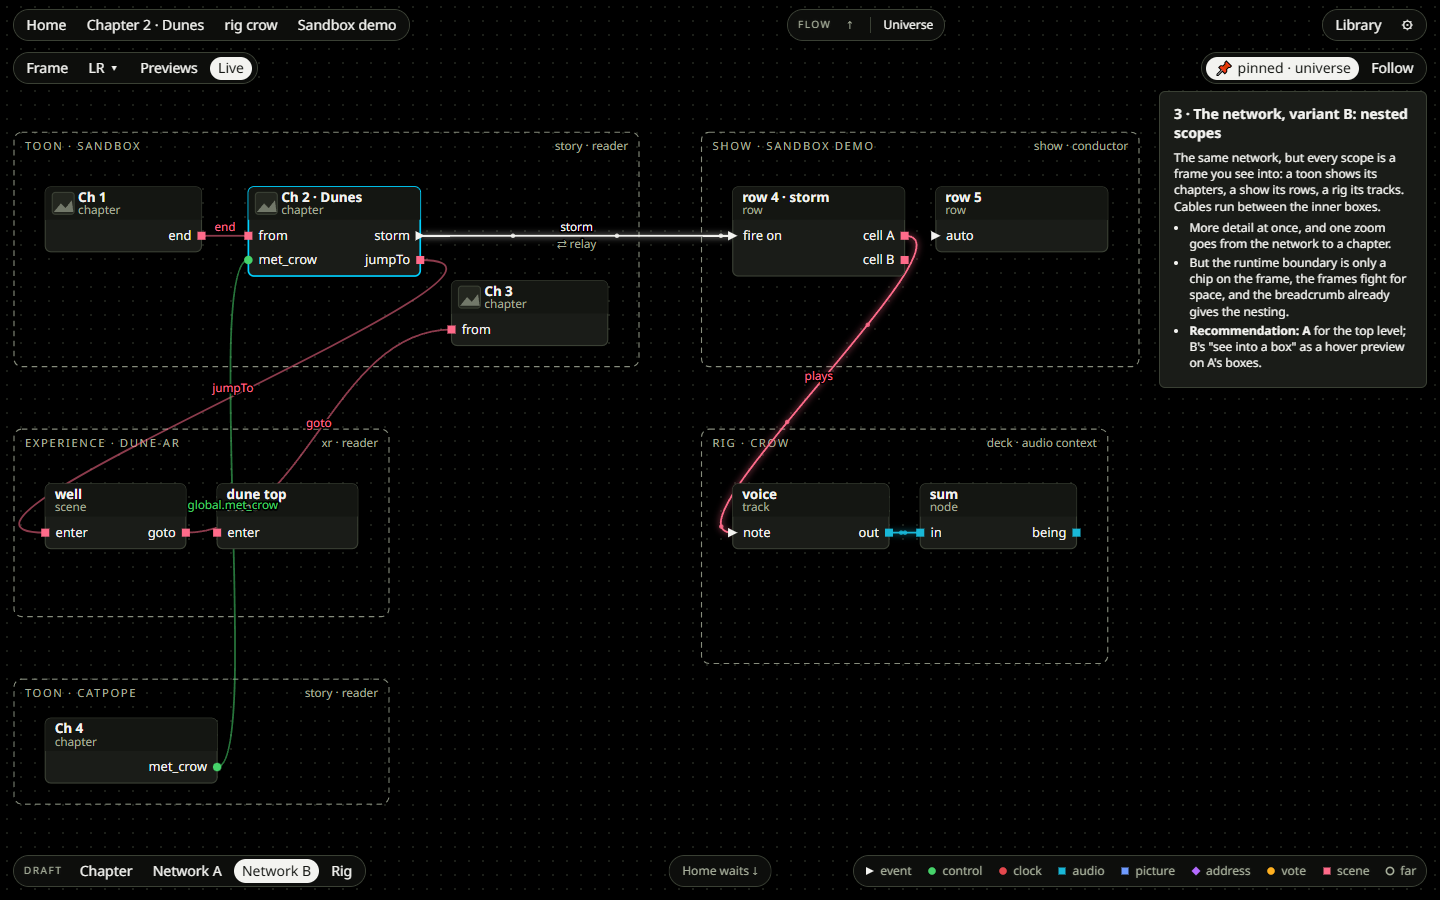 Home Chapter 2 · Dunes rig crow Sandbox demo
FLOW ↑ Universe
Library ⚙
Frame LR ▾ Previews Live
📌 pinned · universe Follow
3 · The network, variant B: nested
scopes
The same network, but every scope is a
frame you see into: a toon shows its
chapters, a show its rows, a rig its tracks.
Cables run between the inner boxes.
• More detail at once, and one zoom
goes from the network to a chapter.
• But the runtime boundary is only a
chip on the frame, the frames fight for
space, and the breadcrumb already
gives the nesting.
• Recommendation: A for the top level;
B's "see into a box" as a hover preview
on A's boxes.
TOON · SANDBOX story · reader
Ch 1
chapter
end
end
Ch 2 · Dunes
chapter
from storm
met_crow jumpTo
storm
⇄ relay
Ch 3
chapter
from
SHOW · SANDBOX DEMO show · conductor
row 4 · storm
row
fire on cell A
cell B
row 5
row
auto
jumpTo
goto
plays
EXPERIENCE · DUNE-AR xr · reader
well
scene
enter goto
global.met_crow
dune top
enter
RIG · CROW deck · audio context
voice
track
note out
sum
node
in being
TOON · CATPOPE story · reader
Ch 4
chapter
met_crow
DRAFT Chapter Network A Network B Rig
Home waits ↓
event control clock audio picture address vote scene far